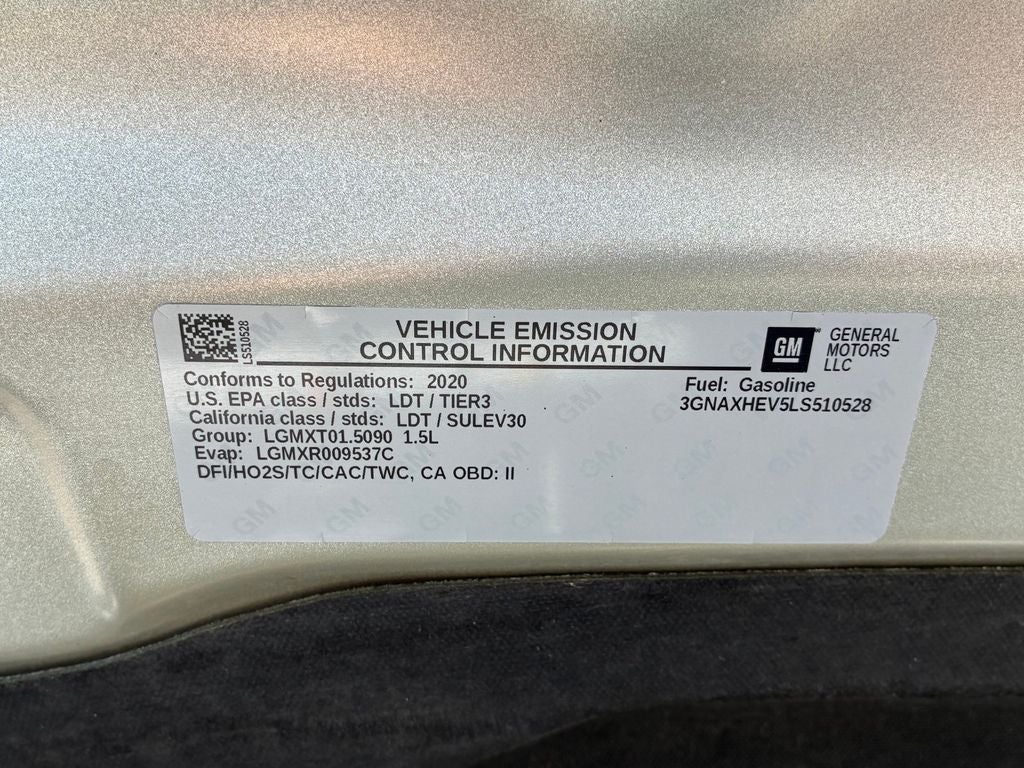 LS510528
VEHICLE EMISSION
CONTROL INFORMATION
GM
GENERAL
MOTORS
LLC
Conforms to Regulations: 2020
U.S. EPA class / stds: LDT / TIER3
California class / stds: LDT / SULEV30
Group: LGMXT01.5090 1.5L
Evap: LGMXR009537C
DFI/HO2S/TC/CAC/TWC, CA OBD: II
Fuel: Gasoline
3GNAXHEV5LS510528